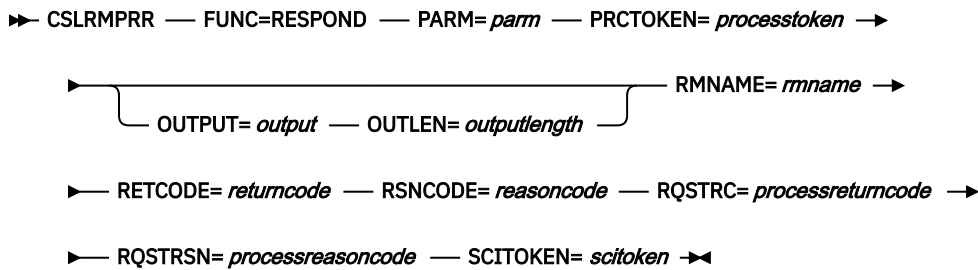 CSLRMPRR FUNC=RESPOND PARM= parm PRCTOKEN= processtoken
RMNAME= rmname
OUTPUT= output OUTLEN= outputlength
RETCODE= returncode RSNCODE= reasoncode RQSTRC= processreturncode
RQSTRSN= processreasoncode SCITOKEN= scitoken